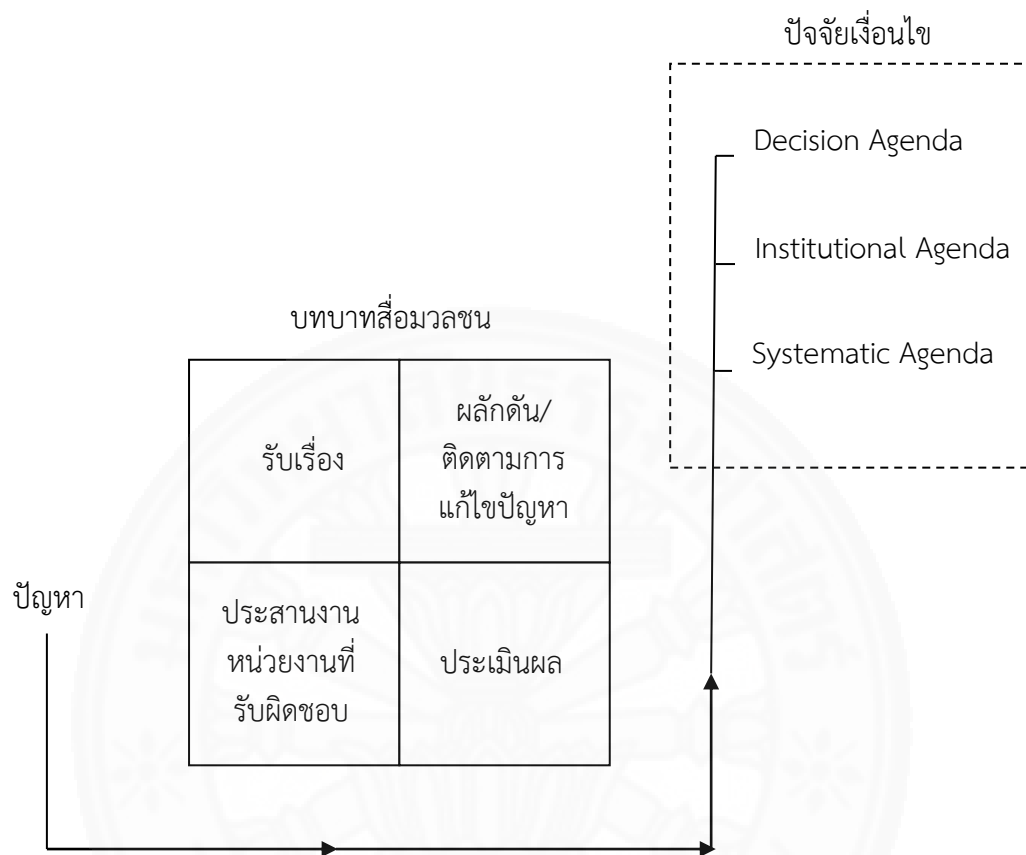 ปัจจัยเงื่อนไข
Decision Agenda
Institutional Agenda
Systematic Agenda
บทบาทสื่อมวลชน
รับเรื่อง
ผลักดัน/
ติดตามการ
แก้ไขปัญหา
ปัญหา
ประสานงาน
หน่วยงานที่
รับผิดชอบ
ประเมินผล